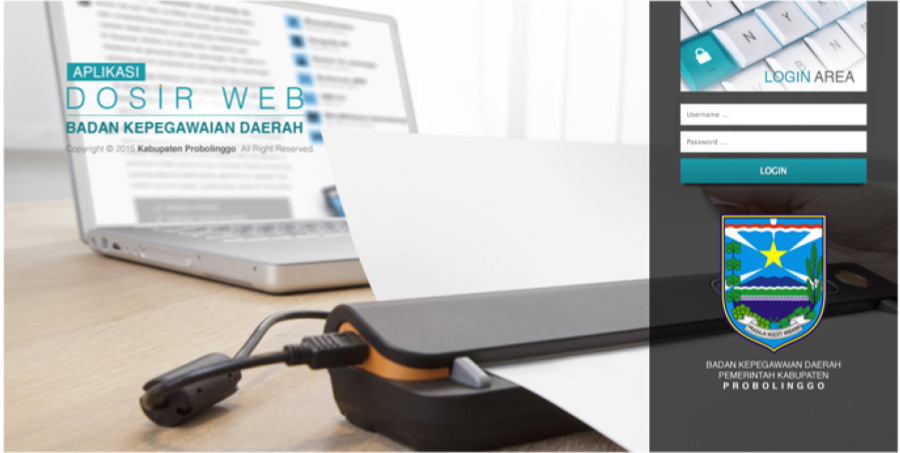 APLIKASI
DOSIR WEB
BADAN KEPEGAWAIAN DAERAH
Copyright © 2015 Kabupaten Probolinggo. All Right Reserved.
N
Y
N
B
N
LOGIN AREA
Username ...
Password ...
LOGIN
BADAN KEPEGAWAIAN DAERAH
PEMERINTAH KABUPATEN
PROBOLINGGO